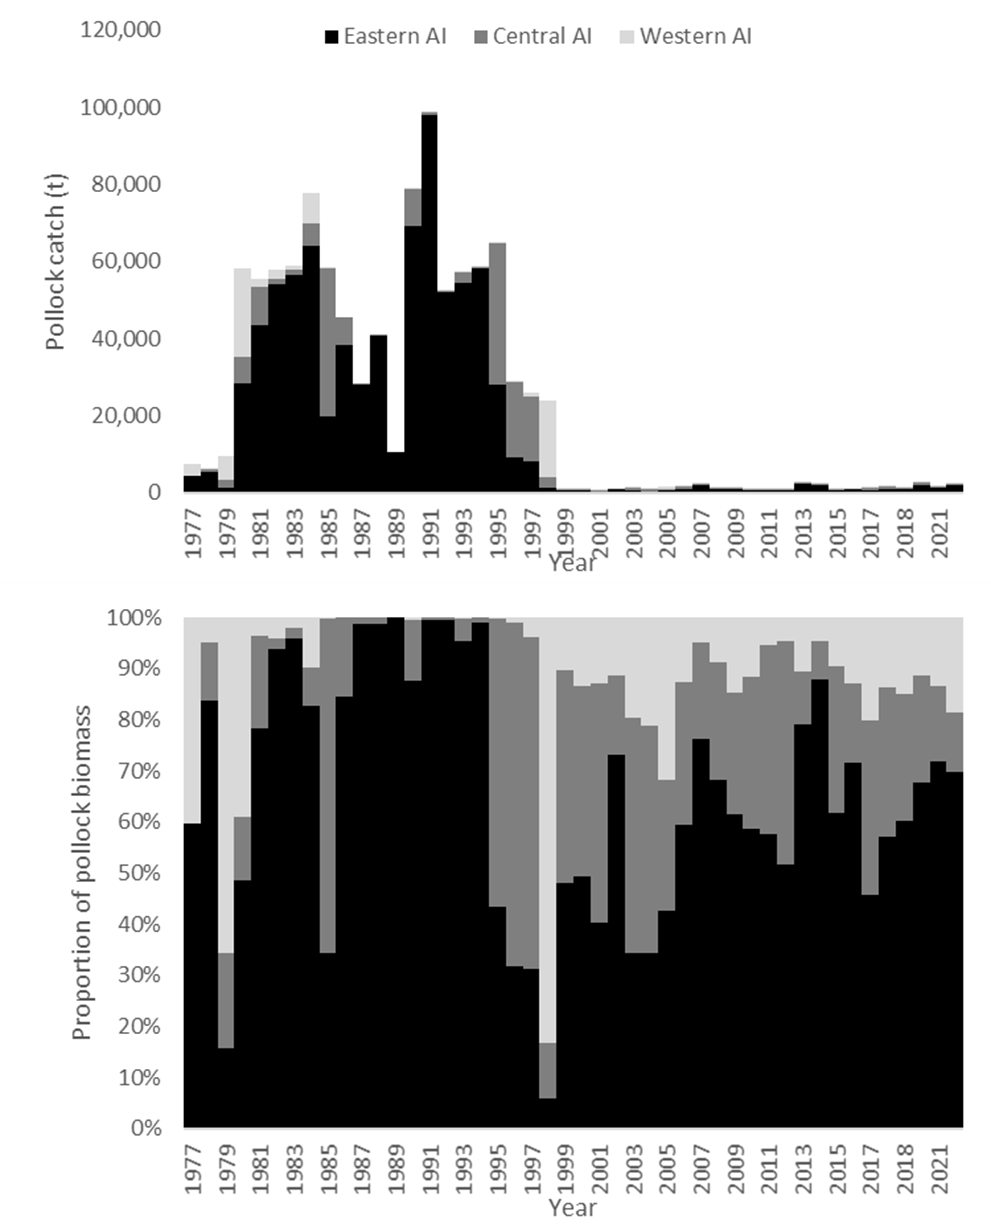 120,000
Eastern AI Central AI Western AI
100,000
80,000
60,000
40,000
20,000
0
Pollock catch (t)
1977 1979 1981 1983 1985 1987 1989 1991 1993 1995 1997 1999 2001 2003 2005 2007 2009 2011 2013 2015 2017 2018 2020 2021
Year
100%
90%
80%
70%
60%
50%
40%
30%
20%
10%
0%
Proportion of pollock biomass
1977 1979 1981 1983 1985 1987 1989 1991 1993 1995 1997 1999 2001 2003 2005 2007 2009 2011 2013 2015 2017 2018 2020 2021
Year